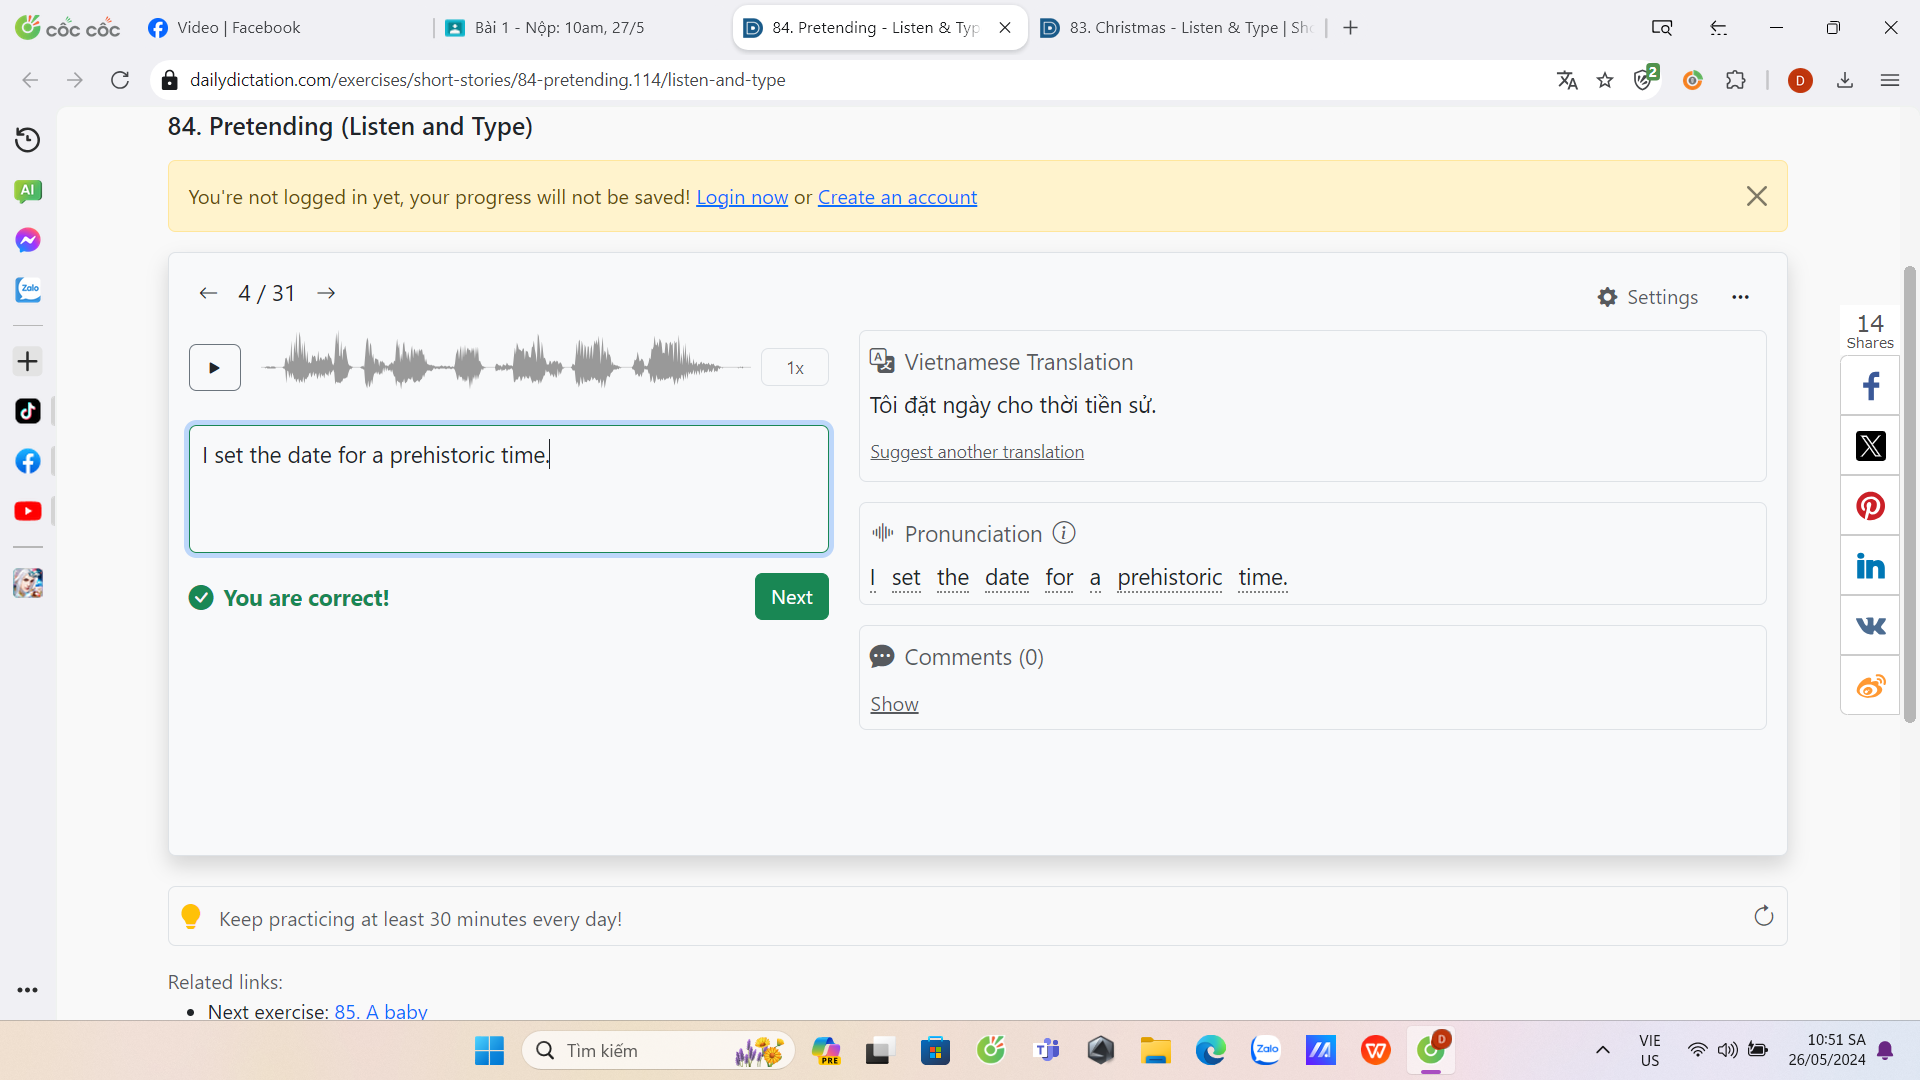 cốc cốc
Video | Facebook
Bài 1 - Nộp: 10am, 27/5
84. Pretending - Listen & Typ
83. Christmas - Listen & Type | Sho
dailydictation.com/exercises/short-stories/84-pretending.114/listen-and-type
2
D
84. Pretending (Listen and Type)
AI
You're not logged in yet, your progress will not be saved! Login now or Create an account
Zalo
4 / 31
Settings
1x
Vietnamese Translation
Tôi đặt ngày cho thời tiền sử.
Suggest another translation
14
Shares
I set the date for a prehistoric time.
Pronunciation
I set the date for a prehistoric time.
You are correct!
Next
Comments (0)
Show
Keep practicing at least 30 minutes every day!
Related links:
Next exercise: 85. A baby
Tìm kiếm
PRE
Zalo
D
VIE
US
10:51 SA
26/05/2024